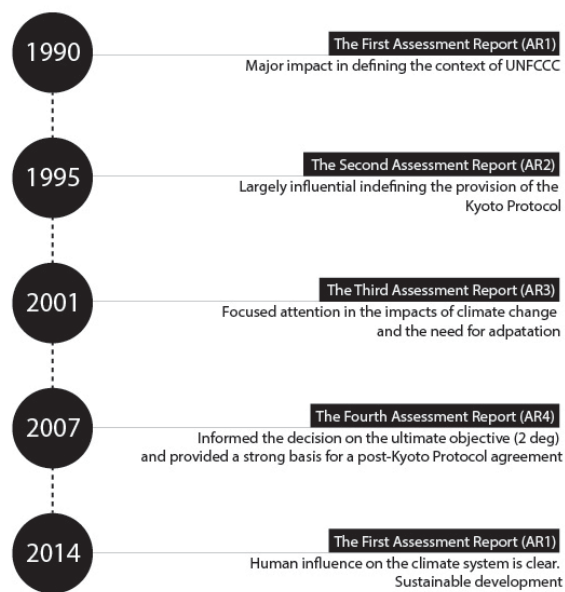 1990
The First Assessment Report (AR1)
Major impact in defining the context of UNFCCC
1995
The Second Assessment Report (AR2)
Largely influential indefining the provision of the
Kyoto Protocol
2001
The Third Assessment Report (AR3)
Focused attention in the impacts of climate change
and the need for adpatation
2007
The Fourth Assessment Report (AR4)
Informed the decision on the ultimate objective (2 deg)
and provided a strong basis for a post-Kyoto Protocol agreement
2014
The First Assessment Report (AR1)
Human influence on the climate system is clear.
Sustainable development